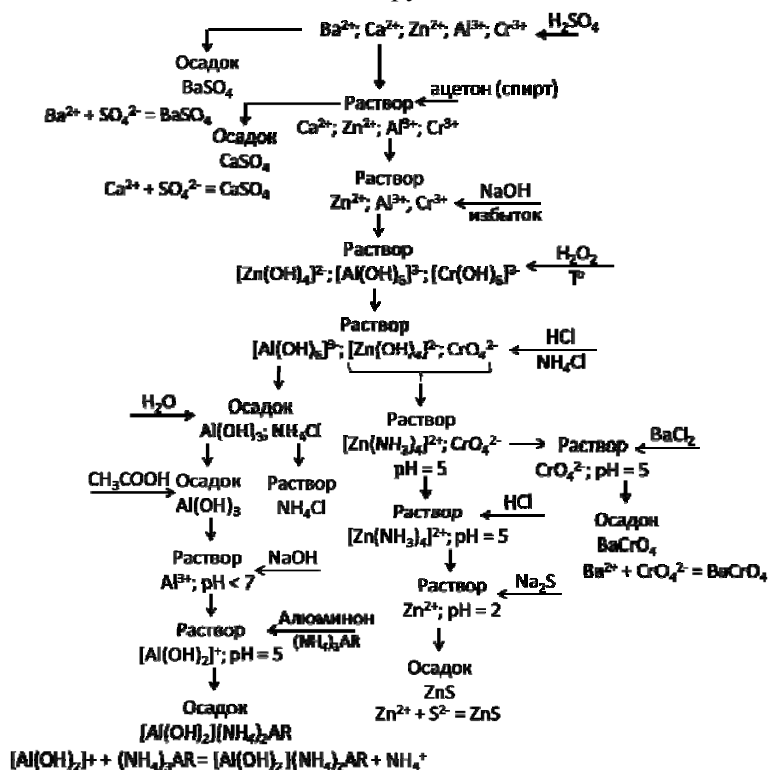 Ba²⁺; Ca²⁺; Zn²⁺; Al³⁺; Cr³⁺
H₂SO₄
Осадок
BaSO₄
Ba²⁺ + SO₄²⁻ = BaSO₄
ацетон (спирт)
Раствор
Ca²⁺; Zn²⁺; Al³⁺; Cr³⁺
Осадок
CaSO₄
Ca²⁺ + SO₄²⁻ = CaSO₄
Раствор
Zn²⁺; Al³⁺; Cr³⁺
NaOH
избыток
Раствор
[Zn(OH)₄]²⁻; [Al(OH)₆]³⁻; [Cr(OH)₆]³⁻
H₂O₂
T°
Раствор
[Al(OH)₆]³⁻; [Zn(OH)₄]²⁻; CrO₄²⁻
HCl
NH₄Cl
H₂O
Осадок
Al(OH)₃; NH₄Cl
Раствор
[Zn(NH₃)₄]²⁺; CrO₄²⁻
pH = 5
Раствор
CrO₄²⁻; pH = 5
BaCl₂
CH₃COOH
Осадок
Al(OH)₃
Раствор
NH₄Cl
Раствор
[Zn(NH₃)₄]²⁺; pH = 5
HCl
Осадок
BaCrO₄
Ba²⁺ + CrO₄²⁻ = BaCrO₄
Раствор
Al³⁺; pH < 7
NaOH
Раствор
Zn²⁺; pH = 2
Na₂S
Раствор
[Al(OH)₂]⁺; pH = 5
Алюминон
(NH₄)₃AR
Осадок
ZnS
Zn²⁺ + S²⁻ = ZnS
Осадок
[Al(OH)₂](NH₄)₂AR
[Al(OH)₂]+ + (NH₄)₃AR = [Al(OH)₂](NH₄)₂AR + NH₄⁺